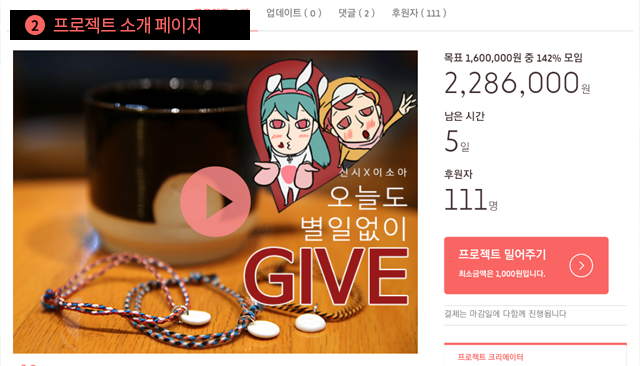 2 프로젝트 소개 페이지
업데이트 ( 0 )
댓글 ( 2 )
후원자 ( 111 )
신시X이소아
오늘도
별일없이
GIVE
목표 1,600,000원 중 142% 모임
2,286,000원
남은 시간
5일
후원자
111명
프로젝트 밀어주기
최소금액은 1,000원입니다.
결제는 마감일에 다함께 진행됩니다
프로젝트 크리에이터